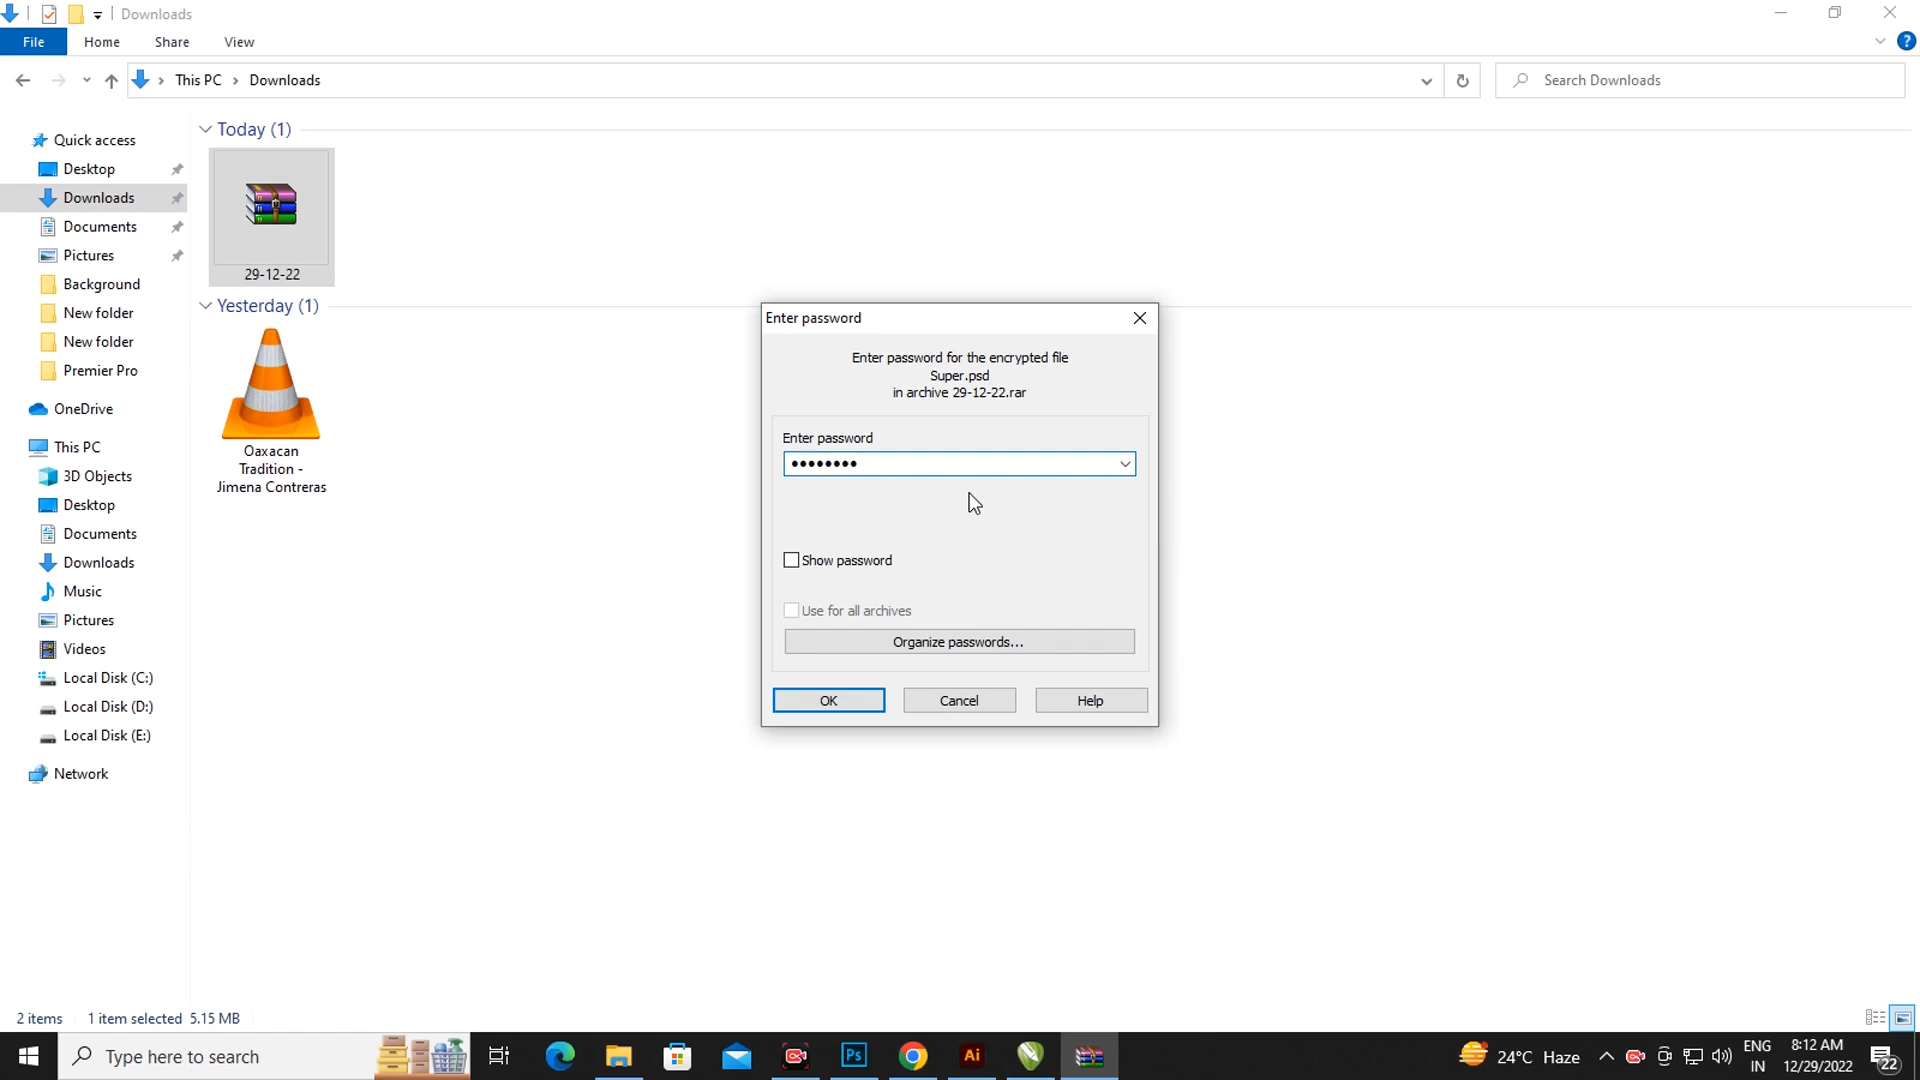 Downloads
File Home Share View
This PC Downloads
Search Downloads
Quick access
Desktop
Downloads
Documents
Pictures
Background
New folder
New folder
Premier Pro
OneDrive
This PC
3D Objects
Desktop
Documents
Downloads
Music
Pictures
Videos
Local Disk (C:)
Local Disk (D:)
Local Disk (E:)
Network
Today (1)
29-12-22
Yesterday (1)
Oaxacan
Tradition -
Jimena Contreras
Enter password
Enter password for the encrypted file
Super.psd
in archive 29-12-22.rar
Enter password
••••••••
Show password
Use for all archives
Organize passwords...
OK Cancel Help
2 items 1 item selected 5.15 MB
Type here to search
Ps
Ai
24°C Haze
ENG
IN
8:12 AM
12/29/2022
22